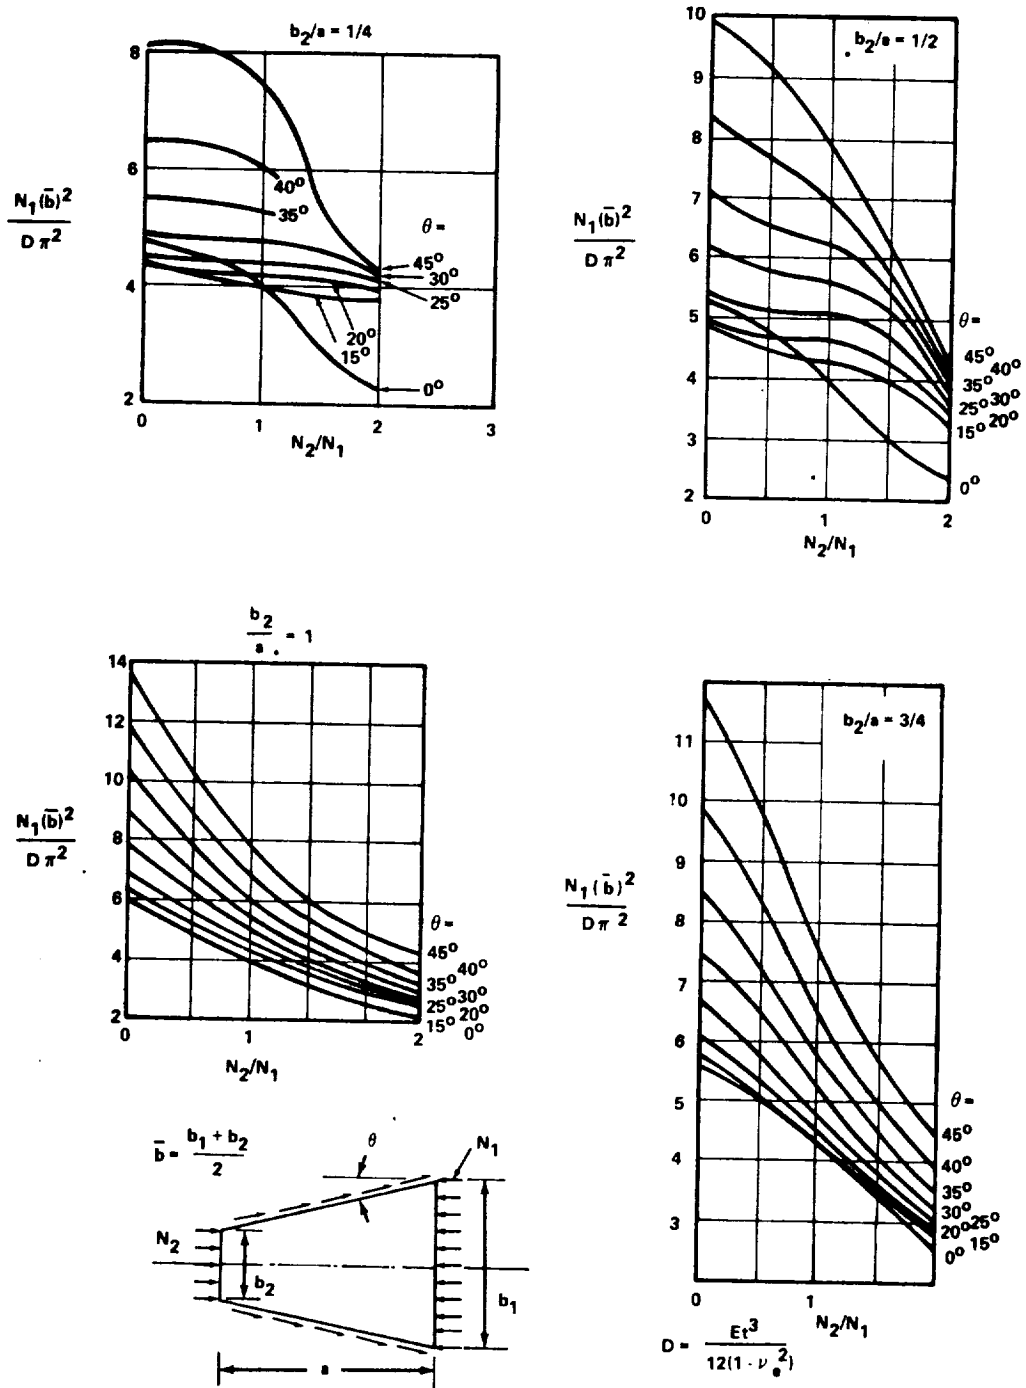 b2/a = 1/4
8
6
4
2
0
1
2
3
N1(b̄)²
Dπ²
N2/N1
θ =
40°
35°
45°
30°
25°
20°
15°
0°
b2/a = 1/2
10
9
8
7
6
5
4
3
2
0
1
2
N1(b̄)²
Dπ²
N2/N1
θ =
45° 40°
35°
25° 30°
15° 20°
0°
b2
a
= 1
14
12
10
8
6
4
2
0
1
2
N1(b̄)²
Dπ²
N2/N1
θ =
45°
35° 40°
25° 30°
20°
15° 0°
b2/a = 3/4
11
10
9
8
7
6
5
4
3
0
1
2
N1(b̄)²
Dπ²
N2/N1
θ =
45°
40°
35°
30°
20° 25°
15°
0°
b̄ = b1 + b2
2
θ
N1
N2
b2
b1
a
D = Et³
12(1 - νe²)